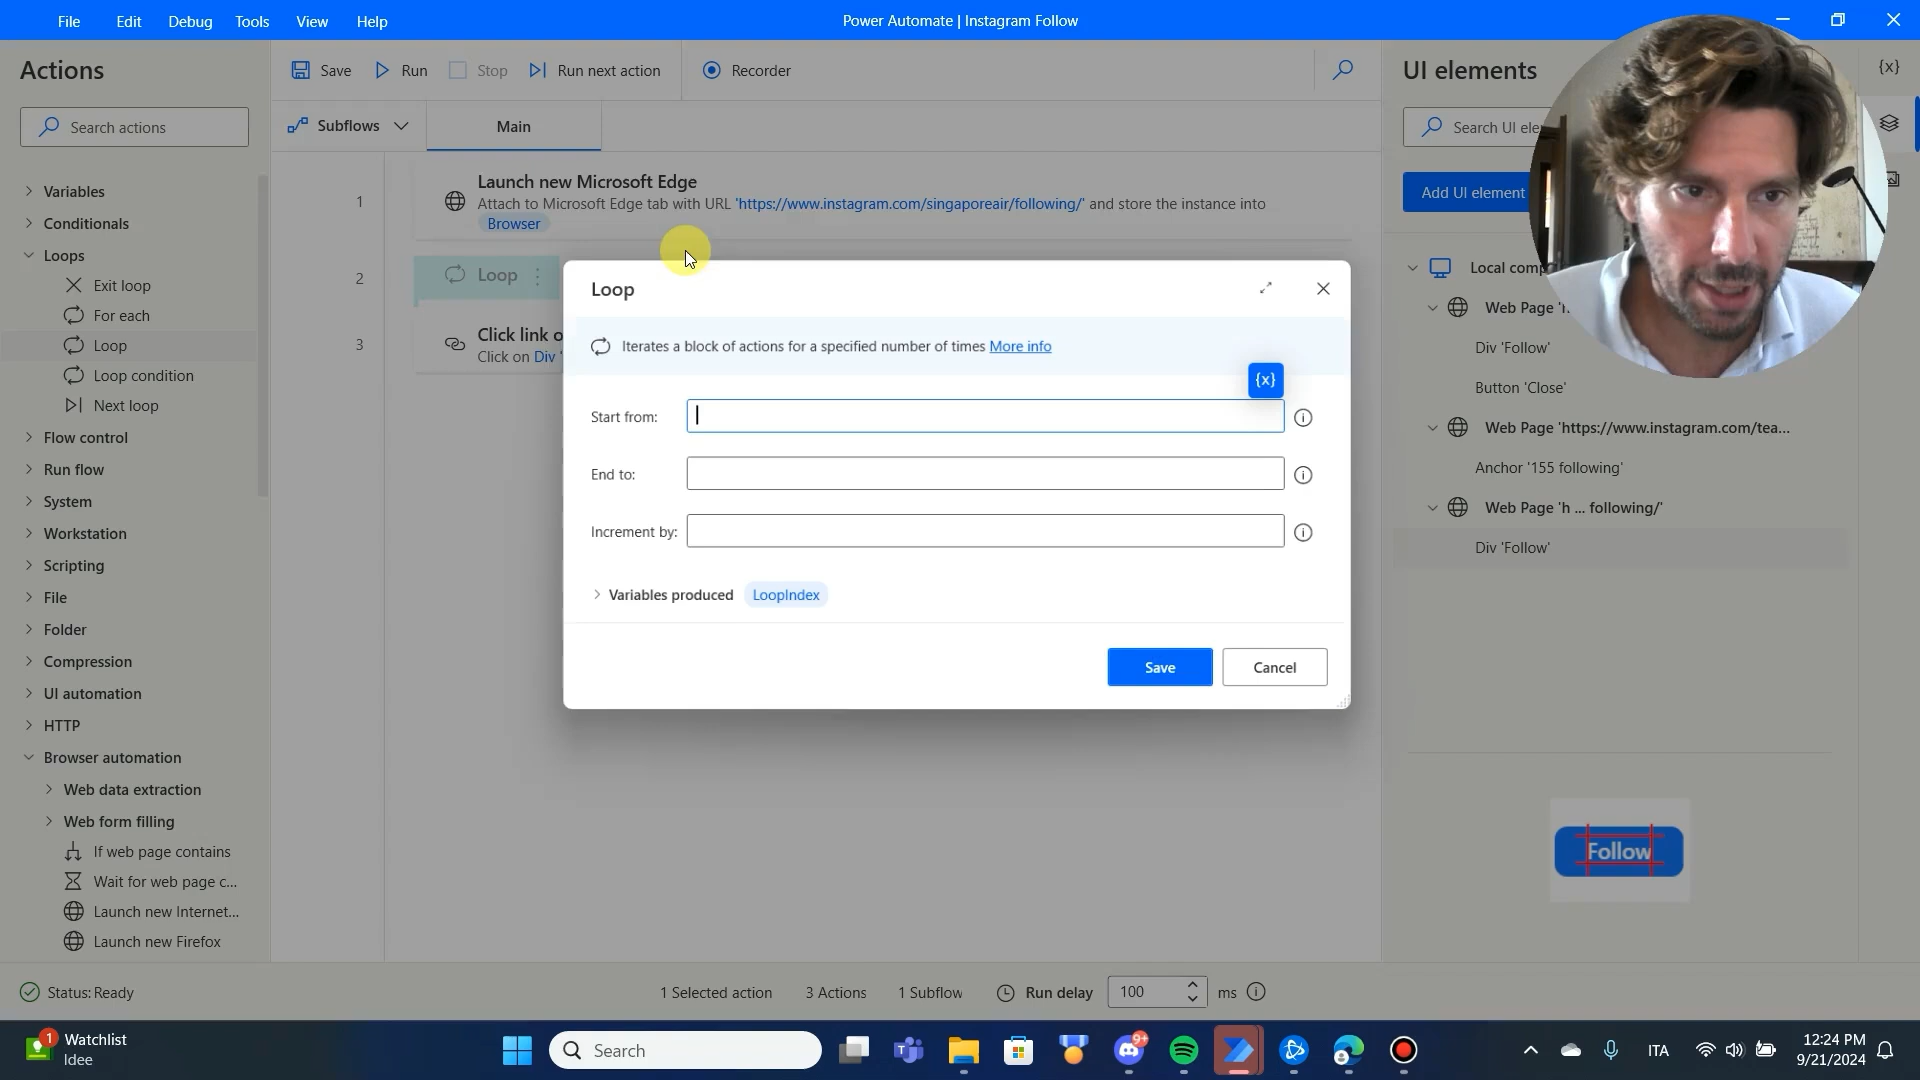 File Edit Debug Tools View Help
Power Automate | Instagram Follow
Actions
Search actions
Variables
Conditionals
Loops
Exit loop
For each
Loop
Loop condition
Next loop
Flow control
Run flow
System
Workstation
Scripting
File
Folder
Compression
UI automation
HTTP
Browser automation
Web data extraction
Web form filling
If web page contains
Wait for web page c...
Launch new Internet...
Launch new Firefox
Save Run Stop Run next action Recorder
Subflows Main
1
Launch new Microsoft Edge
Attach to Microsoft Edge tab with URL 'https://www.instagram.com/singaporeair/following/' and store the instance into
Browser
2
Loop
3
Click link o
Click on Div '
Loop
Iterates a block of actions for a specified number of times More info
{x}
Start from:
End to:
Increment by:
Variables produced LoopIndex
Save Cancel
UI elements
{x}
Search UI ele
Add UI element
Local comp
Web Page 'h
Div 'Follow'
Button 'Close'
Web Page 'https://www.instagram.com/tea...
Anchor '155 following'
Web Page 'h ... following/'
Div 'Follow'
Follow
Status: Ready
1 Selected action 3 Actions 1 Subflow Run delay 100 ms
1
Watchlist
Idee
Search
9+
ITA
12:24 PM
9/21/2024